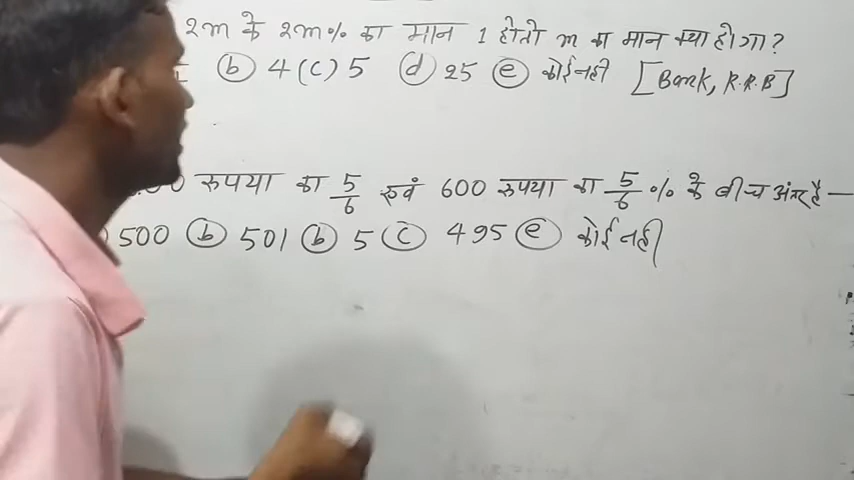 2m के 2m% का मान 1 हो तो m का मान क्या होगा?
(b) 4 (c) 5 (d) 25 (e) कोई नही [Bank, R.R.B]
रुपया का 5/6 एवं 600 रुपया का 5/6 % के बीच अंतर है —
500 (b) 501 (b) 5 (c) 495 (e) कोई नही